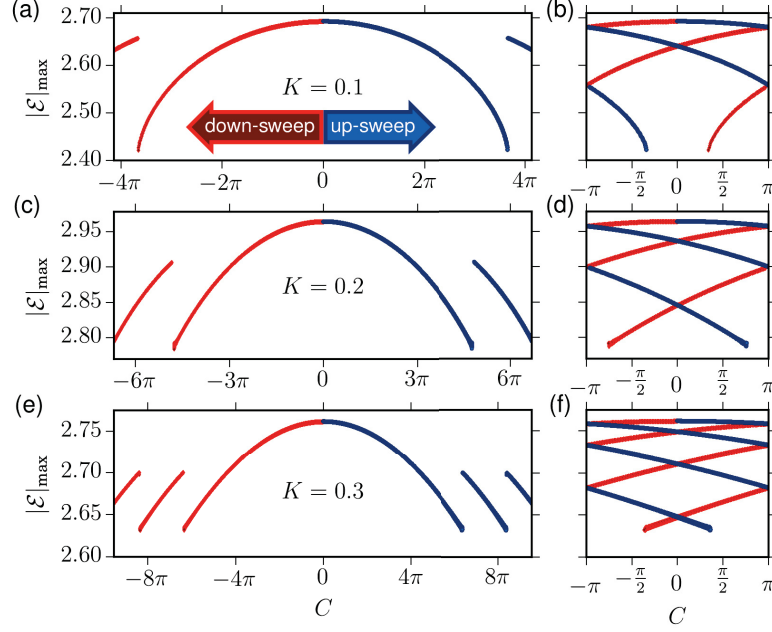 (a)
(b)
|ℰ|max
2.70
2.60
2.50
2.40
K = 0.1
down-sweep
up-sweep
−4π
−2π
0
2π
4π
−π
−π/2
0
π/2
π
(c)
(d)
|ℰ|max
2.95
2.90
2.85
2.80
K = 0.2
−6π
−3π
0
3π
6π
−π
−π/2
0
π/2
π
(e)
(f)
|ℰ|max
2.75
2.70
2.65
2.60
K = 0.3
−8π
−4π
0
4π
8π
−π
−π/2
0
π/2
π
C
C